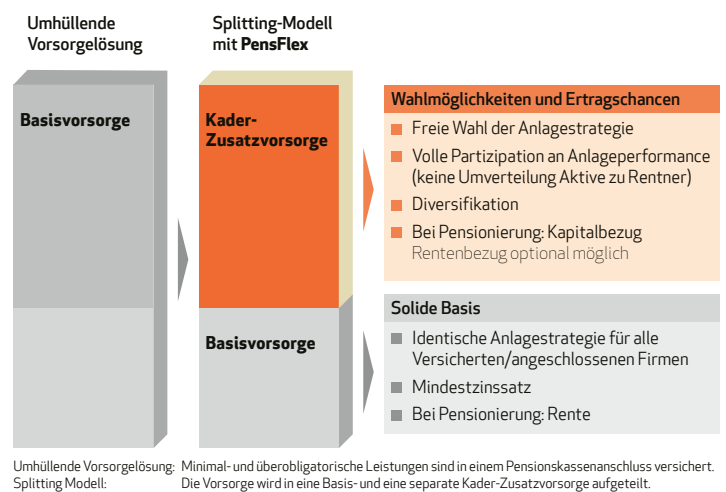 Umhüllende
Vorsorgelösung
Splitting-Modell
mit PensFlex
Basisvorsorge
Kader-
Zusatzvorsorge
Basisvorsorge
Wahlmöglichkeiten und Ertragschancen
Freie Wahl der Anlagestrategie
Volle Partizipation an Anlageperformance
(keine Umverteilung Aktive zu Rentner)
Diversifikation
Bei Pensionierung: Kapitalbezug
Rentenbezug optional möglich
Solide Basis
Identische Anlagestrategie für alle
Versicherten/angeschlossenen Firmen
Mindestzinssatz
Bei Pensionierung: Rente
Umhüllende Vorsorgelösung: Minimal- und überobligatorische Leistungen sind in einem Pensionskassenanschluss versichert.
Splitting Modell: Die Vorsorge wird in eine Basis- und eine separate Kader-Zusatzvorsorge aufgeteilt.